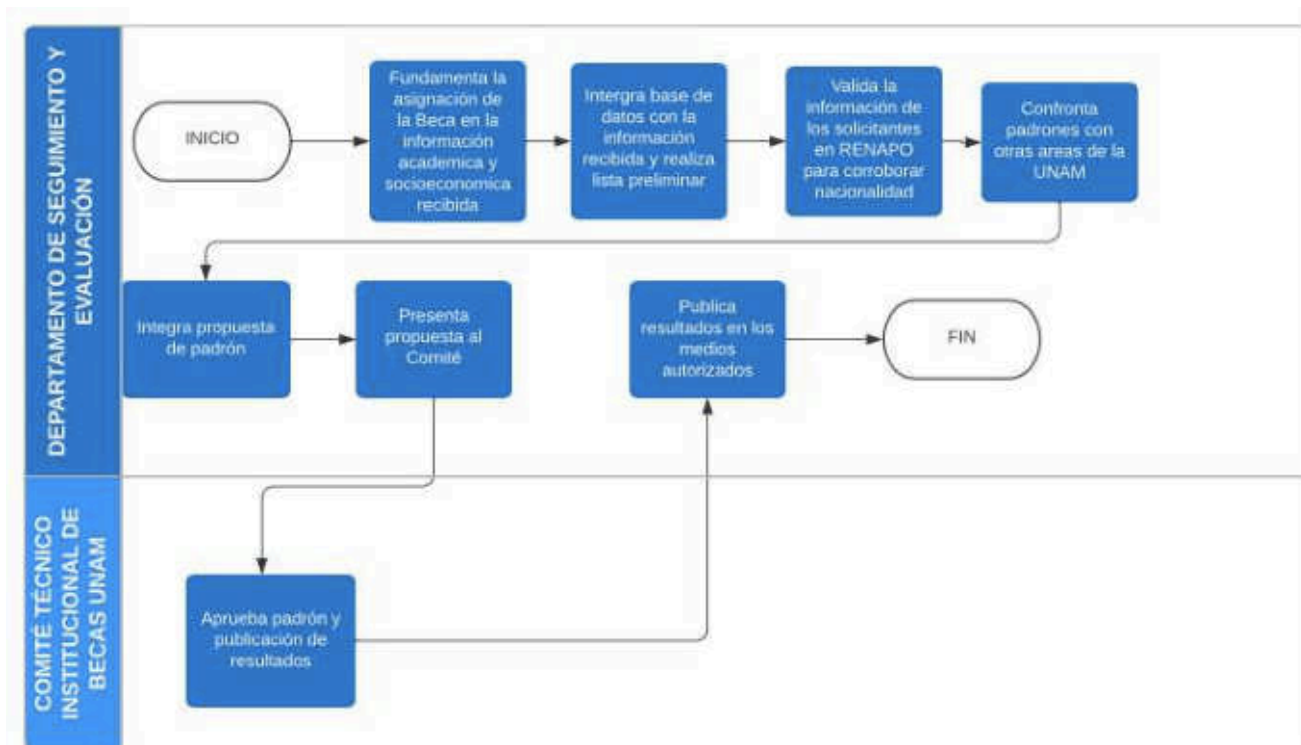 DEPARTAMENTO DE SEGUIMIENTO Y
EVALUACIÓN
INICIO
Fundamenta la
asignación de
la Beca en la
información
academica y
socioeconomica
recibida
Intergra base de
datos con la
información
recibida y realiza
lista preliminar
Valida la
información de
los solicitantes
en RENAPO
para corroborar
nacionalidad
Confronta
padrones con
otras areas de la
UNAM
Integra propuesta
de padrón
Presenta
propuesta al
Comité
Publica
resultados en los
medios
autorizados
FIN
COMITÉ TÉCNICO
INSTITUCIONAL DE
BECAS UNAM
Aprueba padrón y
publicación de
resultados